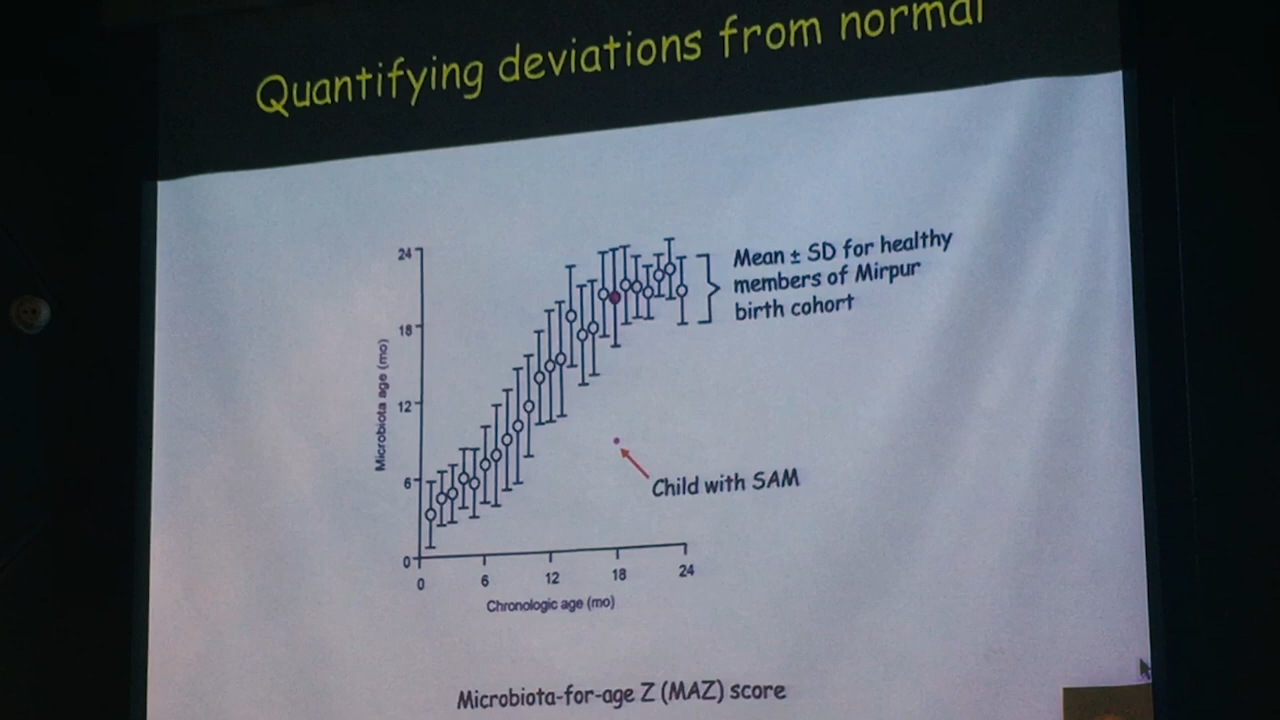 Quantifying deviations from normal
24
18
12
6
0
Microbiota age (mo)
0 6 12 18 24
Chronologic age (mo)
Mean ± SD for healthy
members of Mirpur
birth cohort
Child with SAM
Microbiota-for-age Z (MAZ) score